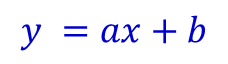 y = ax + b